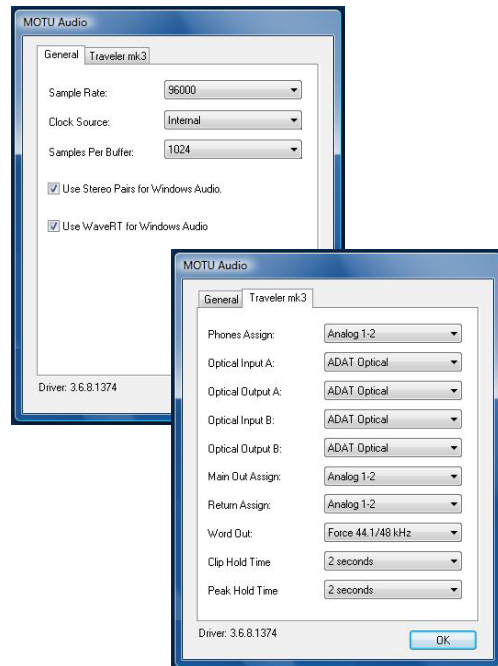 MOTU Audio
General Traveler mk3
Sample Rate: 96000
Clock Source: Internal
Samples Per Buffer: 1024
Use Stereo Pairs for Windows Audio.
Use WaveRT for Windows Audio
Driver: 3.6.8.1374
MOTU Audio
General Traveler mk3
Phones Assign: Analog 1-2
Optical Input A: ADAT Optical
Optical Output A: ADAT Optical
Optical Input B: ADAT Optical
Optical Output B: ADAT Optical
Main Out Assign: Analog 1-2
Return Assign: Analog 1-2
Word Out: Force 44.1/48 kHz
Clip Hold Time 2 seconds
Peak Hold Time 2 seconds
Driver: 3.6.8.1374
OK